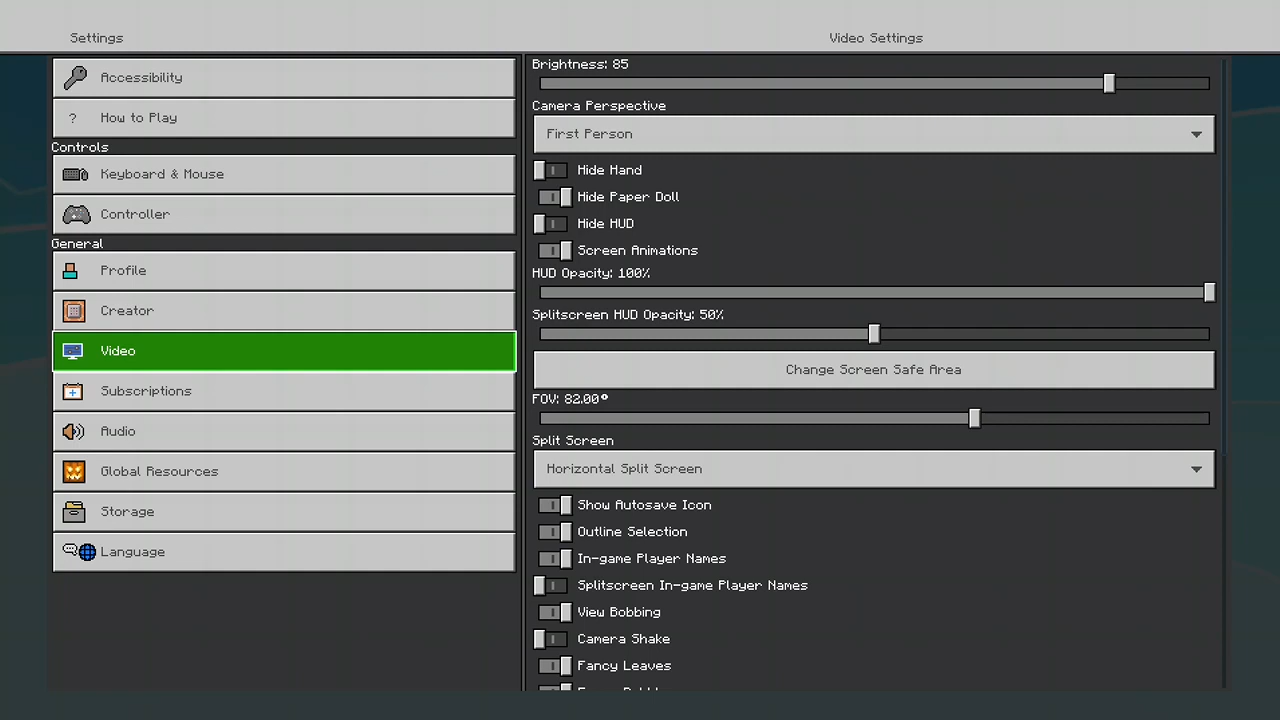 Settings
Video Settings
Accessibility
? How to Play
Controls
Keyboard & Mouse
Controller
General
Profile
Creator
Video
Subscriptions
Audio
Global Resources
Storage
Language
Brightness: 85
Camera Perspective
First Person
Hide Hand
Hide Paper Doll
Hide HUD
Screen Animations
HUD Opacity: 100%
Splitscreen HUD Opacity: 50%
Change Screen Safe Area
FOV: 82.00°
Split Screen
Horizontal Split Screen
Show Autosave Icon
Outline Selection
In-game Player Names
Splitscreen In-game Player Names
View Bobbing
Camera Shake
Fancy Leaves